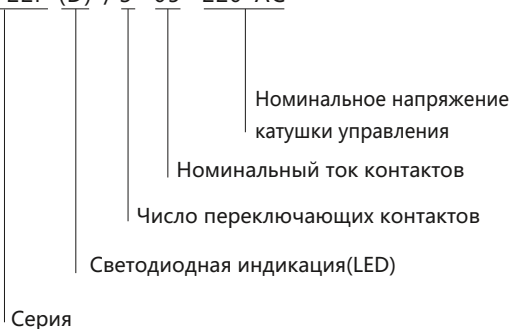 Номинальное напряжение
катушки управления
Номинальный ток контактов
Число переключающих контактов
Светодиодная индикация(LED)
Серия